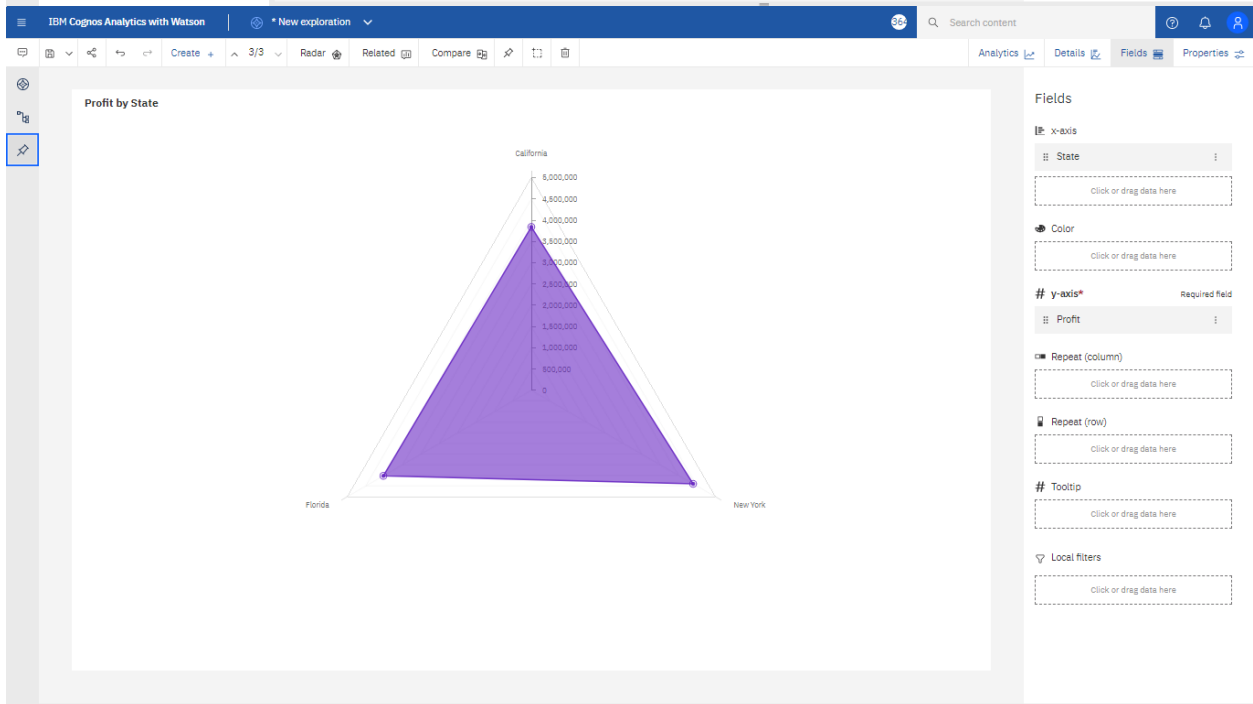 IBM Cognos Analytics with Watson
* New exploration
364
Search content
Create +
3/3
Radar
Related
Compare
Analytics
Details
Fields
Properties
Profit by State
California
5,000,000
4,500,000
4,000,000
3,500,000
3,000,000
2,500,000
2,000,000
1,500,000
1,000,000
500,000
0
Florida
New York
Fields
x-axis
State
Click or drag data here
Color
Click or drag data here
# y-axis* Required field
Profit
Repeat (column)
Click or drag data here
Repeat (row)
Click or drag data here
# Tooltip
Click or drag data here
Local filters
Click or drag data here